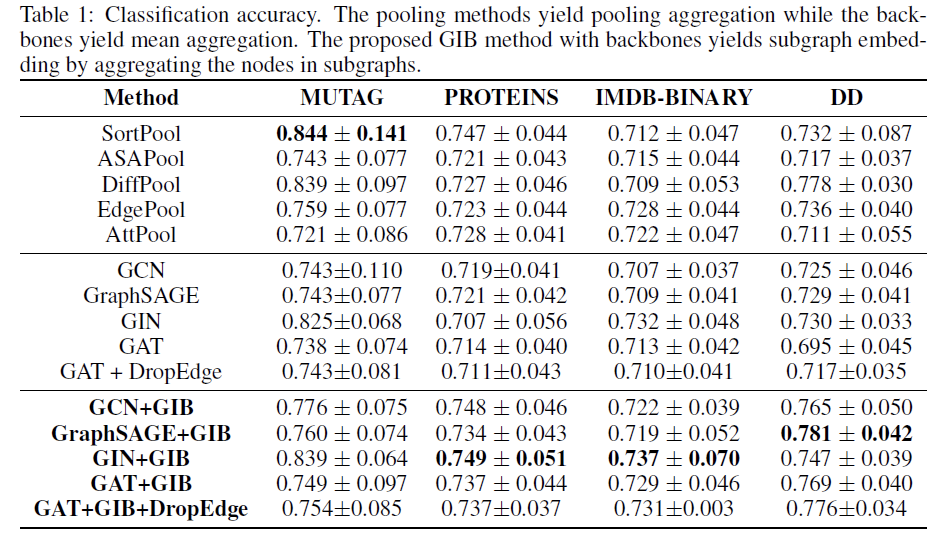 Table 1: Classification accuracy. The pooling methods yield pooling aggregation while the back-
bones yield mean aggregation. The proposed GIB method with backbones yields subgraph embed-
ding by aggregating the nodes in subgraphs.
Method MUTAG PROTEINS IMDB-BINARY DD
SortPool 0.844 ± 0.141 0.747 ± 0.044 0.712 ± 0.047 0.732 ± 0.087
ASAPool 0.743 ± 0.077 0.721 ± 0.043 0.715 ± 0.044 0.717 ± 0.037
DiffPool 0.839 ± 0.097 0.727 ± 0.046 0.709 ± 0.053 0.778 ± 0.030
EdgePool 0.759 ± 0.077 0.723 ± 0.044 0.728 ± 0.044 0.736 ± 0.040
AttPool 0.721 ± 0.086 0.728 ± 0.041 0.722 ± 0.047 0.711 ± 0.055
GCN 0.743±0.110 0.719±0.041 0.707 ± 0.037 0.725 ± 0.046
GraphSAGE 0.743±0.077 0.721 ± 0.042 0.709 ± 0.041 0.729 ± 0.041
GIN 0.825±0.068 0.707 ± 0.056 0.732 ± 0.048 0.730 ± 0.033
GAT 0.738 ± 0.074 0.714 ± 0.040 0.713 ± 0.042 0.695 ± 0.045
GAT + DropEdge 0.743±0.081 0.711±0.043 0.710±0.041 0.717±0.035
GCN+GIB 0.776 ± 0.075 0.748 ± 0.046 0.722 ± 0.039 0.765 ± 0.050
GraphSAGE+GIB 0.760 ± 0.074 0.734 ± 0.043 0.719 ± 0.052 0.781 ± 0.042
GIN+GIB 0.839 ± 0.064 0.749 ± 0.051 0.737 ± 0.070 0.747 ± 0.039
GAT+GIB 0.749 ± 0.097 0.737 ± 0.044 0.729 ± 0.046 0.769 ± 0.040
GAT+GIB+DropEdge 0.754±0.085 0.737±0.037 0.731±0.003 0.776±0.034